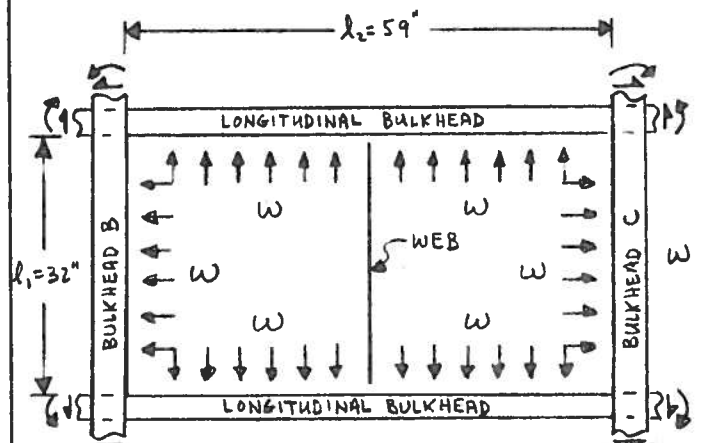 l₂=59"
LONGITUDINAL BULKHEAD
ω ω
WEB
BULKHEAD B
BULKHEAD C
l₁=32"
ω ω ω
ω ω
LONGITUDINAL BULKHEAD